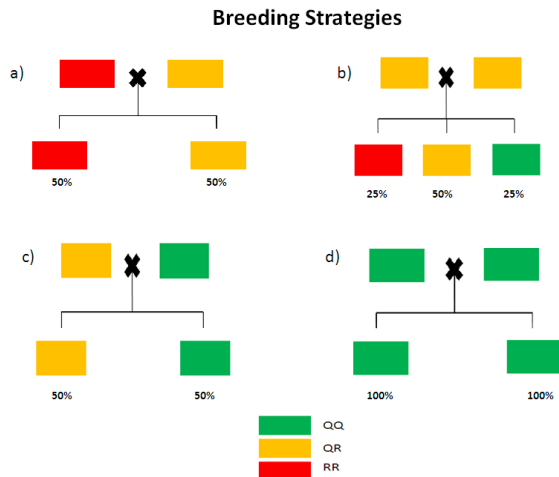 Breeding Strategies
a)
b)
50%
50%
25%
50%
25%
c)
d)
50%
50%
100%
100%
QQ
QR
RR